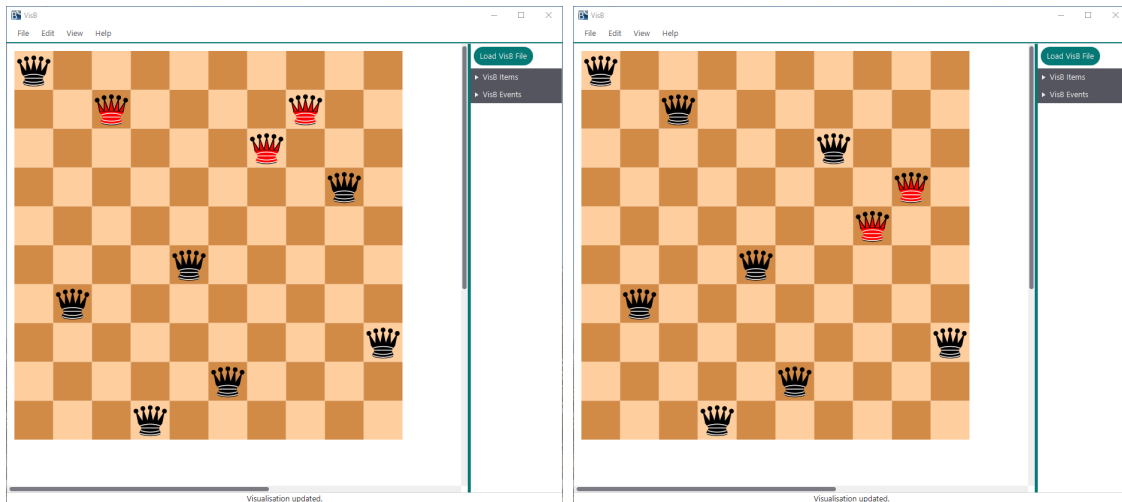 VisB
File Edit View Help
Load VisB File
VisB Items
VisB Events
Visualisation updated.
VisB
File Edit View Help
Load VisB File
VisB Items
VisB Events
Visualisation updated.